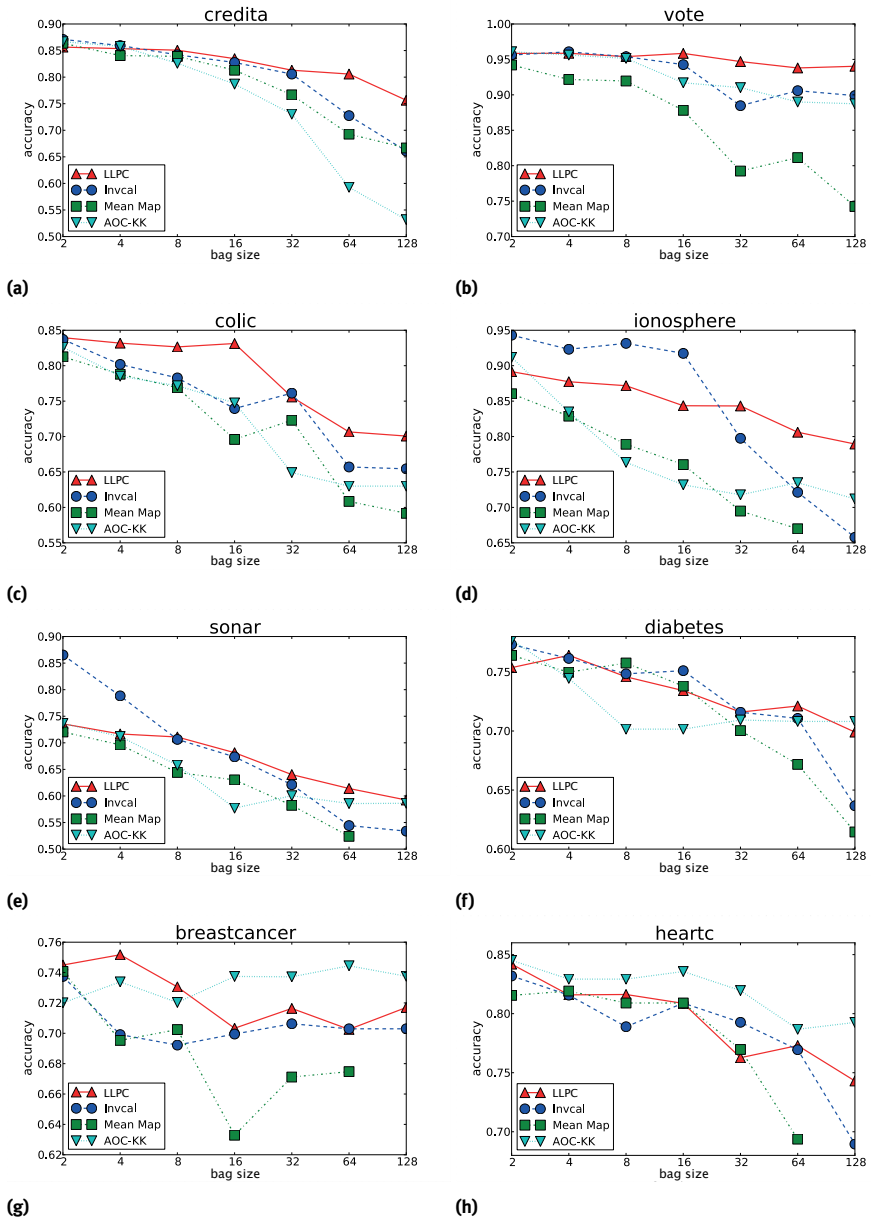 credita
0.90
0.85
0.80
0.75
0.70
0.65
0.60
0.55
0.50
accuracy
LLPC
Invcal
Mean Map
AOC-KK
2 4 8 16 32 64 128
bag size
(a)
vote
1.00
0.95
0.90
0.85
0.80
0.75
0.70
accuracy
LLPC
Invcal
Mean Map
AOC-KK
2 4 8 16 32 64 128
bag size
(b)
colic
0.85
0.80
0.75
0.70
0.65
0.60
0.55
accuracy
LLPC
Invcal
Mean Map
AOC-KK
2 4 8 16 32 64 128
bag size
(c)
ionosphere
0.95
0.90
0.85
0.80
0.75
0.70
0.65
accuracy
LLPC
Invcal
Mean Map
AOC-KK
2 4 8 16 32 64 128
bag size
(d)
sonar
0.90
0.85
0.80
0.75
0.70
0.65
0.60
0.55
0.50
accuracy
LLPC
Invcal
Mean Map
AOC-KK
2 4 8 16 32 64 128
bag size
(e)
diabetes
0.75
0.70
0.65
0.60
accuracy
LLPC
Invcal
Mean Map
AOC-KK
2 4 8 16 32 64 128
bag size
(f)
breastcancer
0.76
0.74
0.72
0.70
0.68
0.66
0.64
0.62
accuracy
LLPC
Invcal
Mean Map
AOC-KK
2 4 8 16 32 64 128
bag size
(g)
heartc
0.85
0.80
0.75
0.70
accuracy
LLPC
Invcal
Mean Map
AOC-KK
2 4 8 16 32 64 128
bag size
(h)